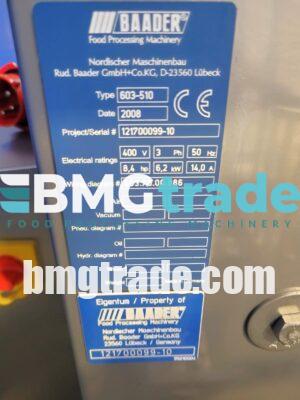 BAADER®
Food Processing Machinery
Nordischer Maschinenbau
Rud. Baader GmbH+Co.KG, D-23560 Lübeck
Type 603-510
Date 2008
CE
Project/Serial # 121700099-10
Electrical ratings 400 V 3 Ph 50 Hz
8,4 hp 6,2 kW 14,0 A
BMGtrade
FOOD MACHINERY
Vacuum
Pneu. diagram #
Oil
Hydr. diagram #
bmgtrade.com
Eigentum / Property of
BAADER
Food Processing Machinery
Nordischer Maschinenbau
Rud. Baader GmbH+Co.KG
23560 Lübeck / Germany
121700099-10